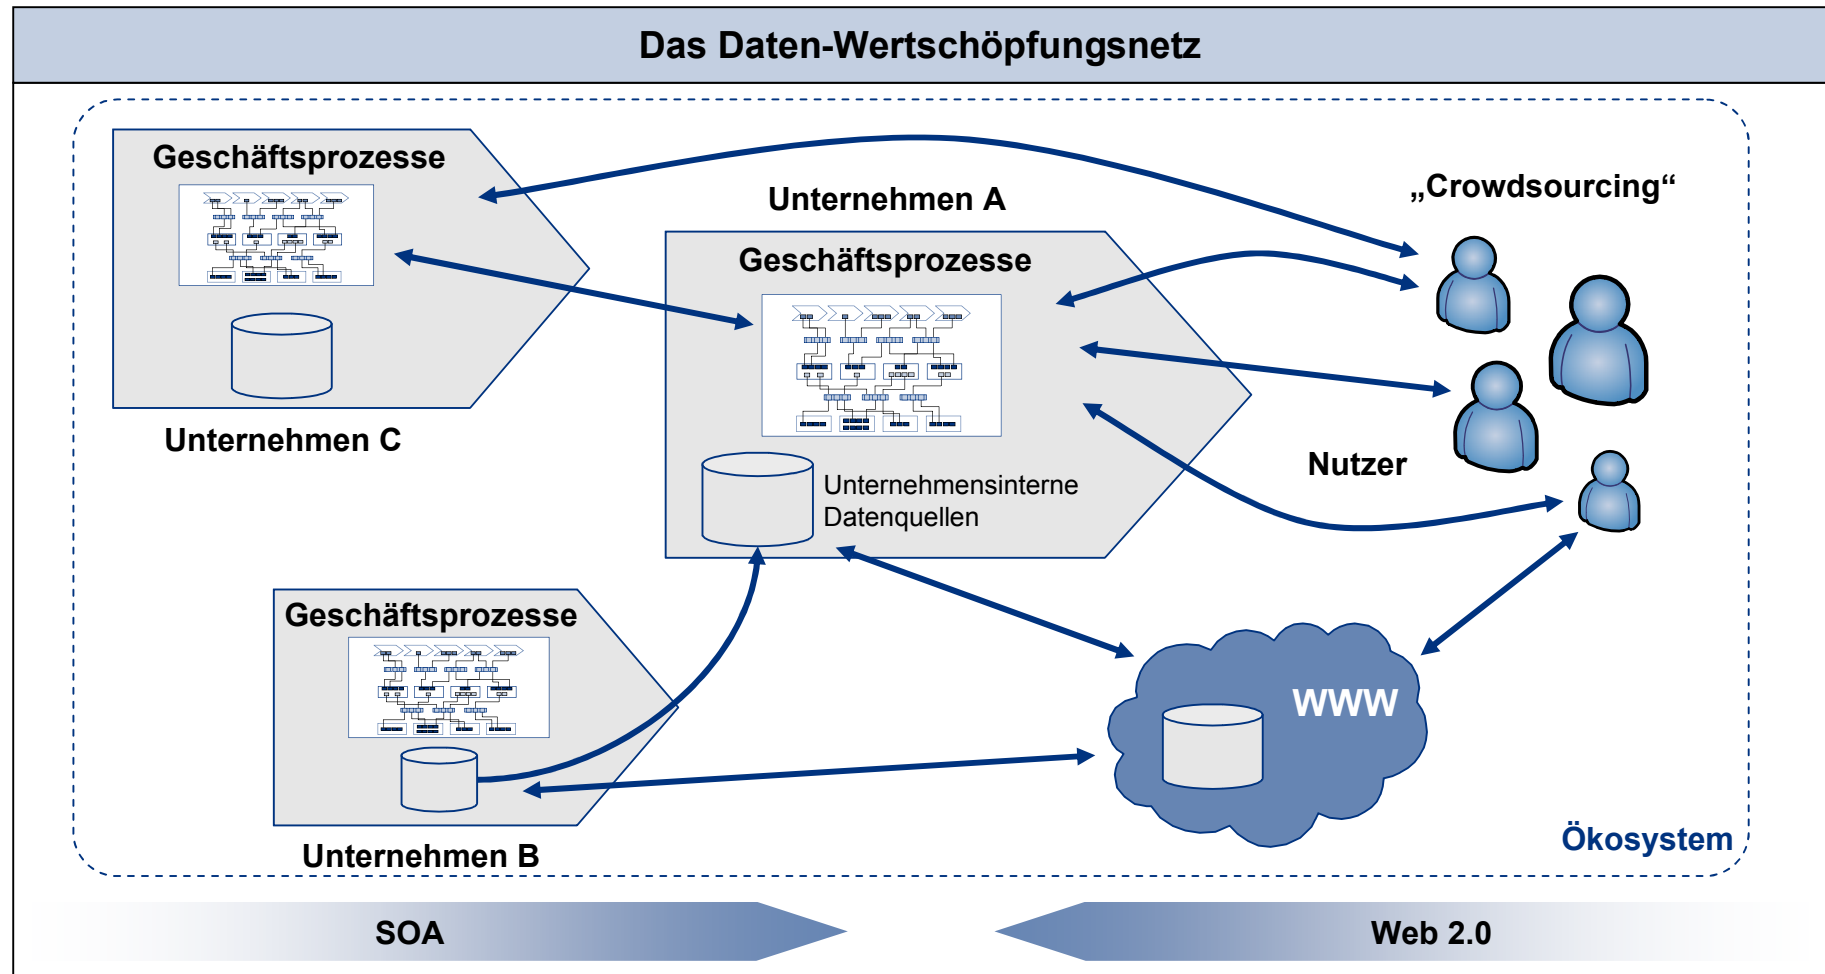 Das Daten-Wertschöpfungsnetz
Geschäftsprozesse
Unternehmen C
Unternehmen A
Geschäftsprozesse
Unternehmensinterne
Datenquellen
„Crowdsourcing“
Nutzer
Geschäftsprozesse
Unternehmen B
WWW
Ökosystem
SOA
Web 2.0